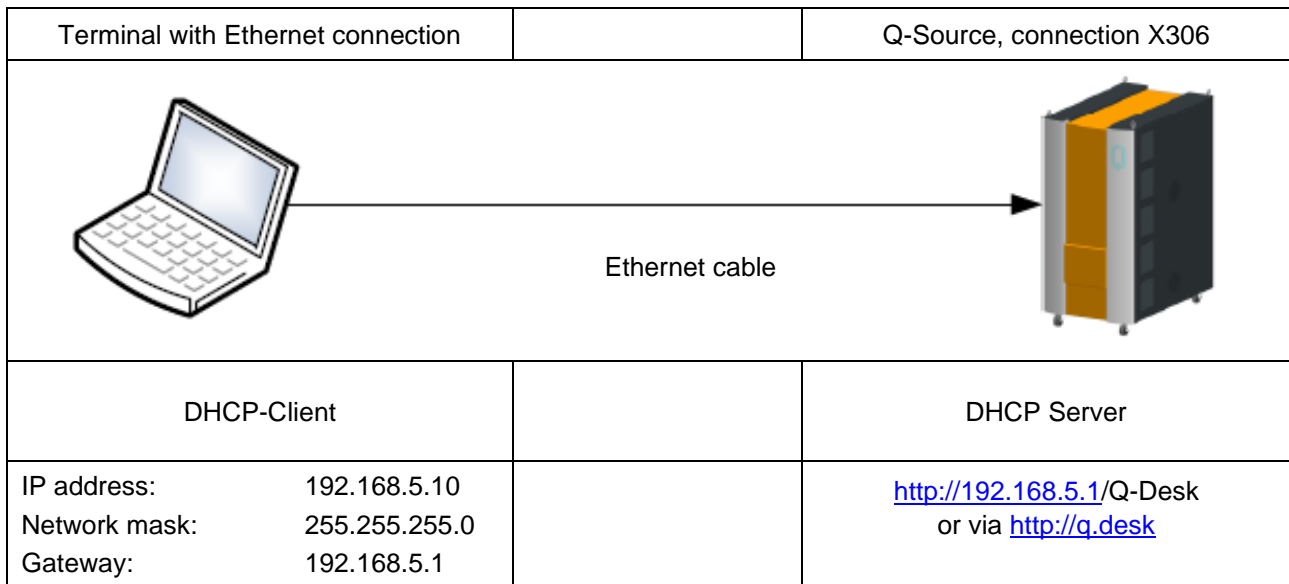 Terminal with Ethernet connection
Q-Source, connection X306
Ethernet cable
DHCP-Client
DHCP Server
IP address: 192.168.5.10
Network mask: 255.255.255.0
Gateway: 192.168.5.1
http://192.168.5.1/Q-Desk
or via http://q.desk